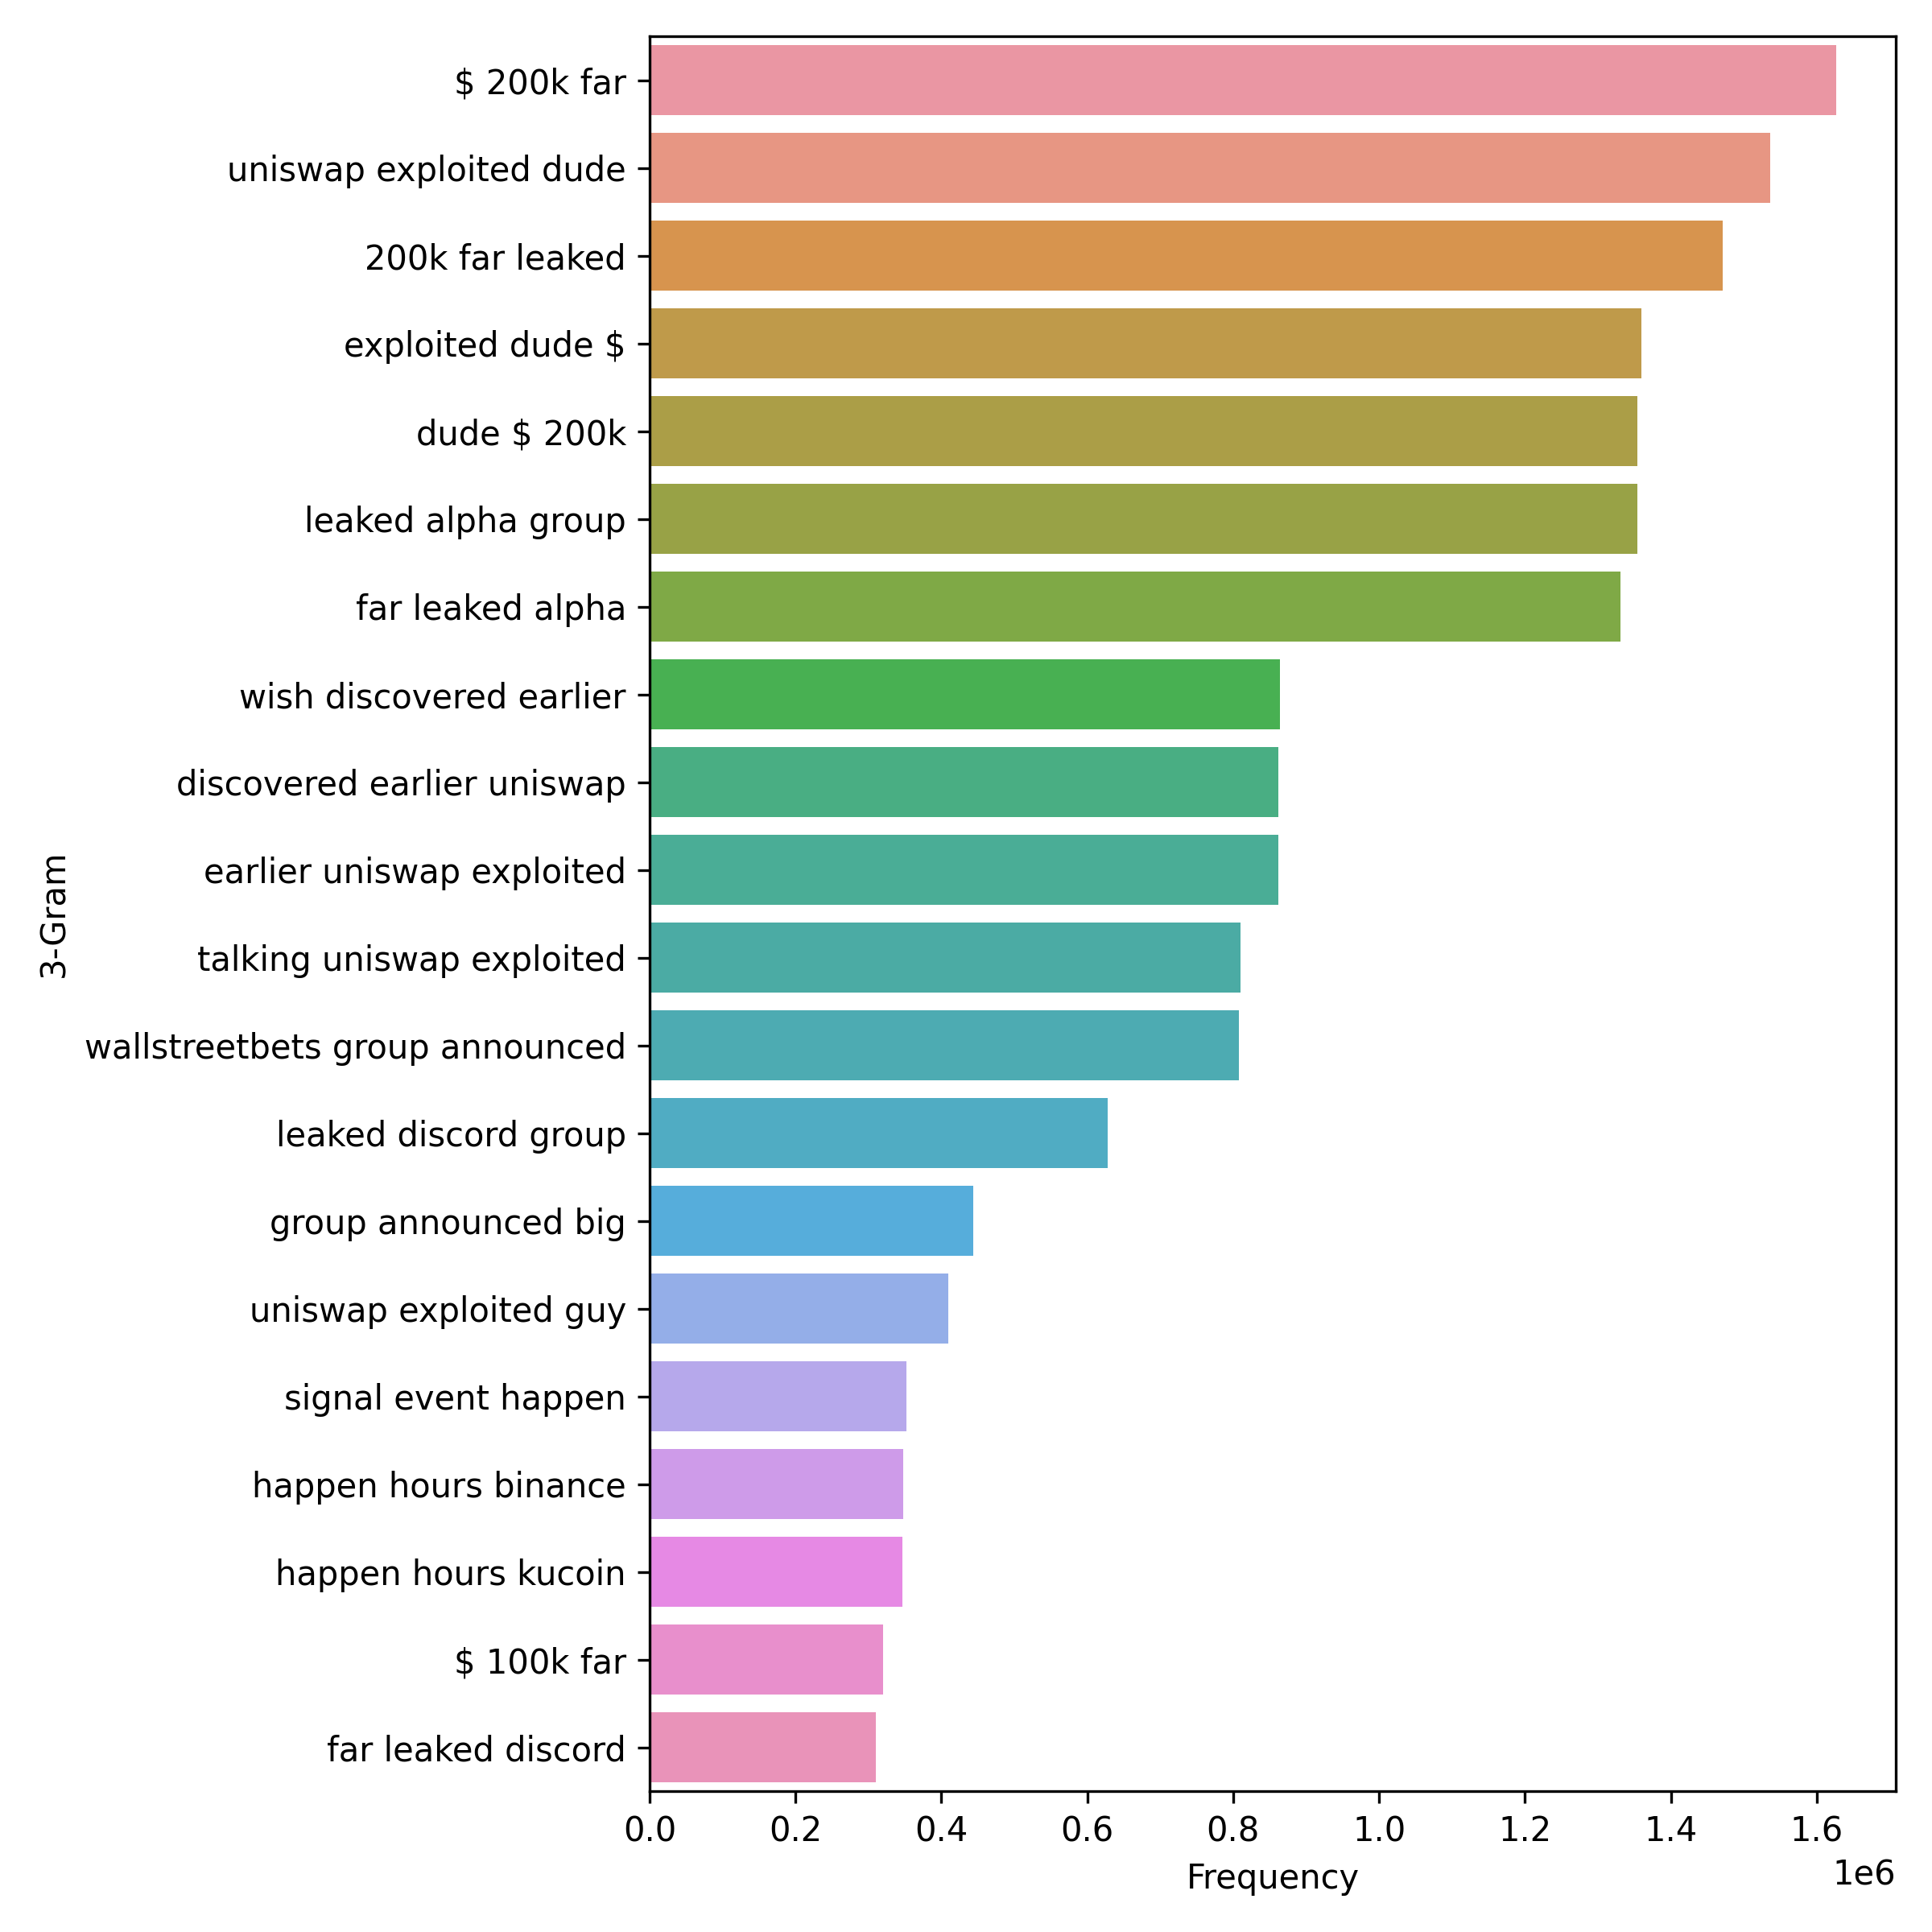 $ 200k far
uniswap exploited dude
200k far leaked
exploited dude $
dude $ 200k
leaked alpha group
far leaked alpha
wish discovered earlier
discovered earlier uniswap
earlier uniswap exploited
talking uniswap exploited
wallstreetbets group announced
leaked discord group
group announced big
uniswap exploited guy
signal event happen
happen hours binance
happen hours kucoin
$ 100k far
far leaked discord
3-Gram
0.0 0.2 0.4 0.6 0.8 1.0 1.2 1.4 1.6
1e6
Frequency